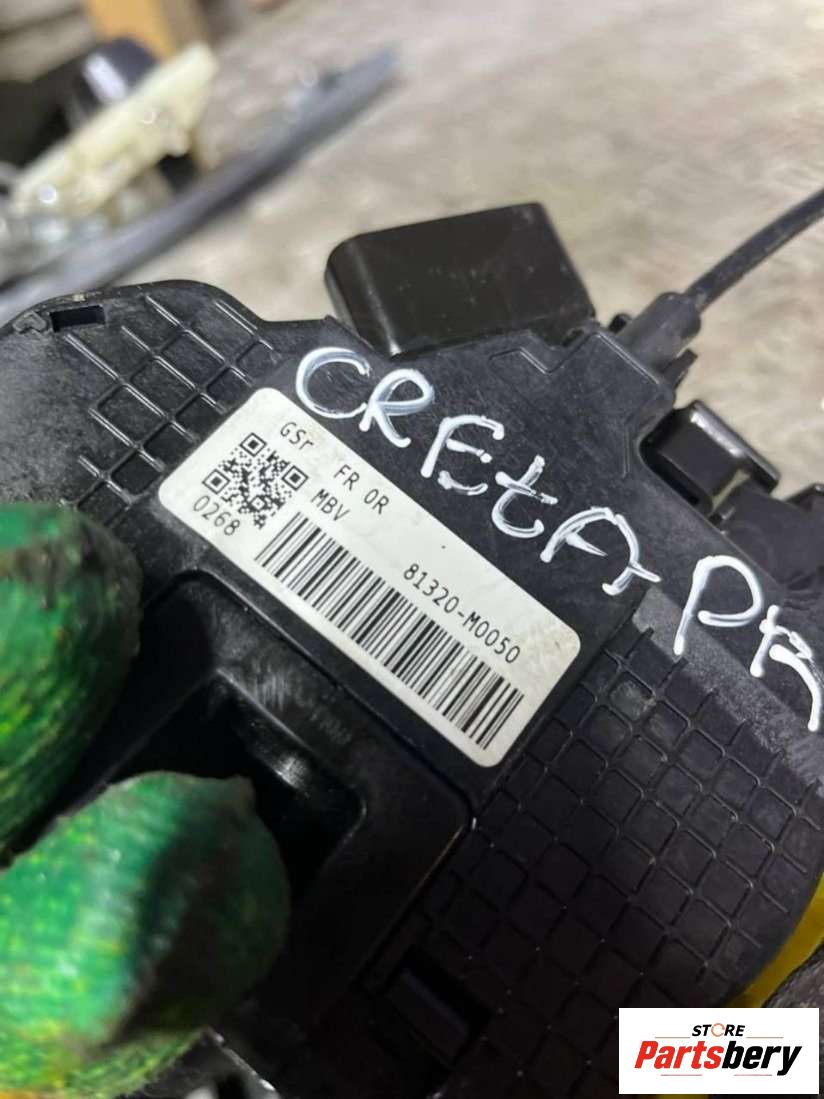 CREtA PR
GSr FR OR
MBV
0268
81320-M0050
STORE
Partsbery